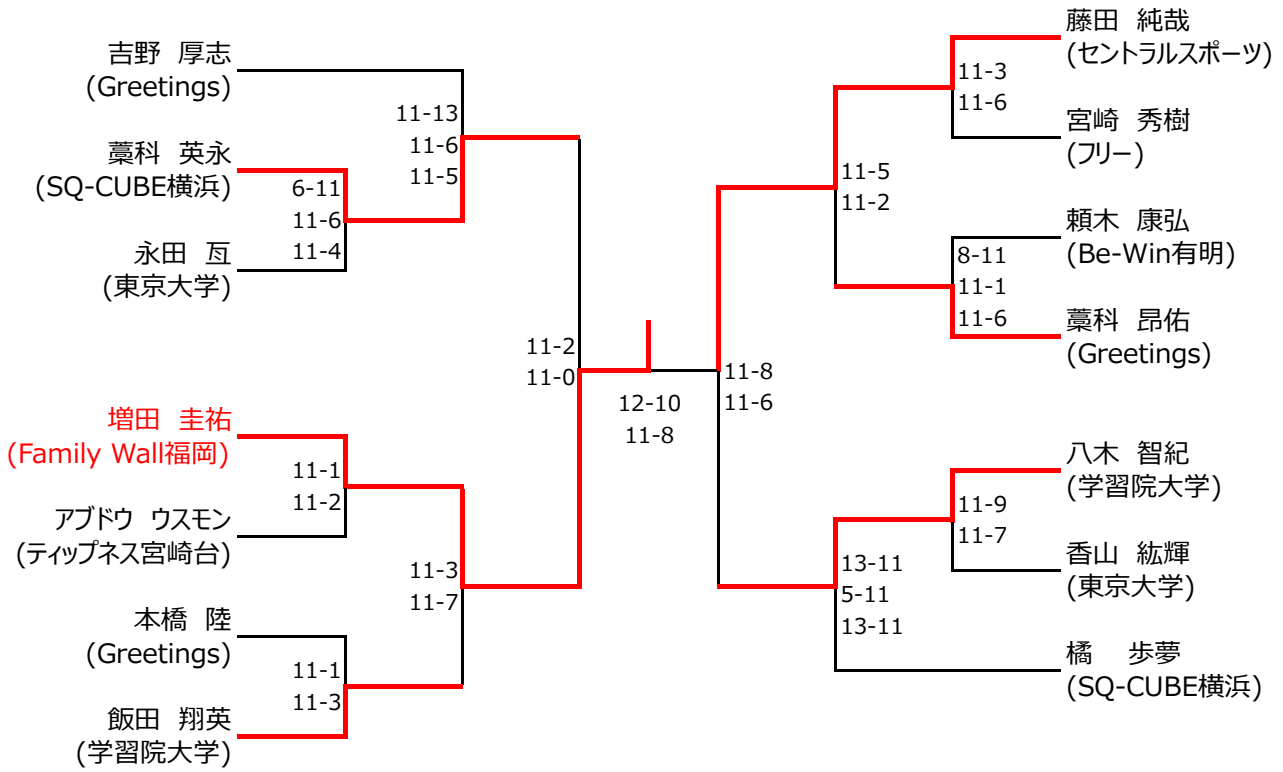 吉野 厚志
(Greetings)
藁科 英永
(SQ-CUBE横浜)
永田 亙
(東京大学)
増田 圭祐
(Family Wall福岡)
アブドゥ ウスモン
(ティップネス宮崎台)
本橋 陸
(Greetings)
飯田 翔英
(学習院大学)
6-11
11-6
11-4
11-1
11-2
11-1
11-3
11-13
11-6
11-5
11-3
11-7
11-2
11-0
12-10
11-8
11-8
11-6
11-5
11-2
13-11
5-11
13-11
11-3
11-6
8-11
11-1
11-6
11-9
11-7
藤田 純哉
(セントラルスポーツ)
宮崎 秀樹
(フリー)
頼木 康弘
(Be-Win有明)
藁科 昂佑
(Greetings)
八木 智紀
(学習院大学)
香山 紘輝
(東京大学)
橘 歩夢
(SQ-CUBE横浜)